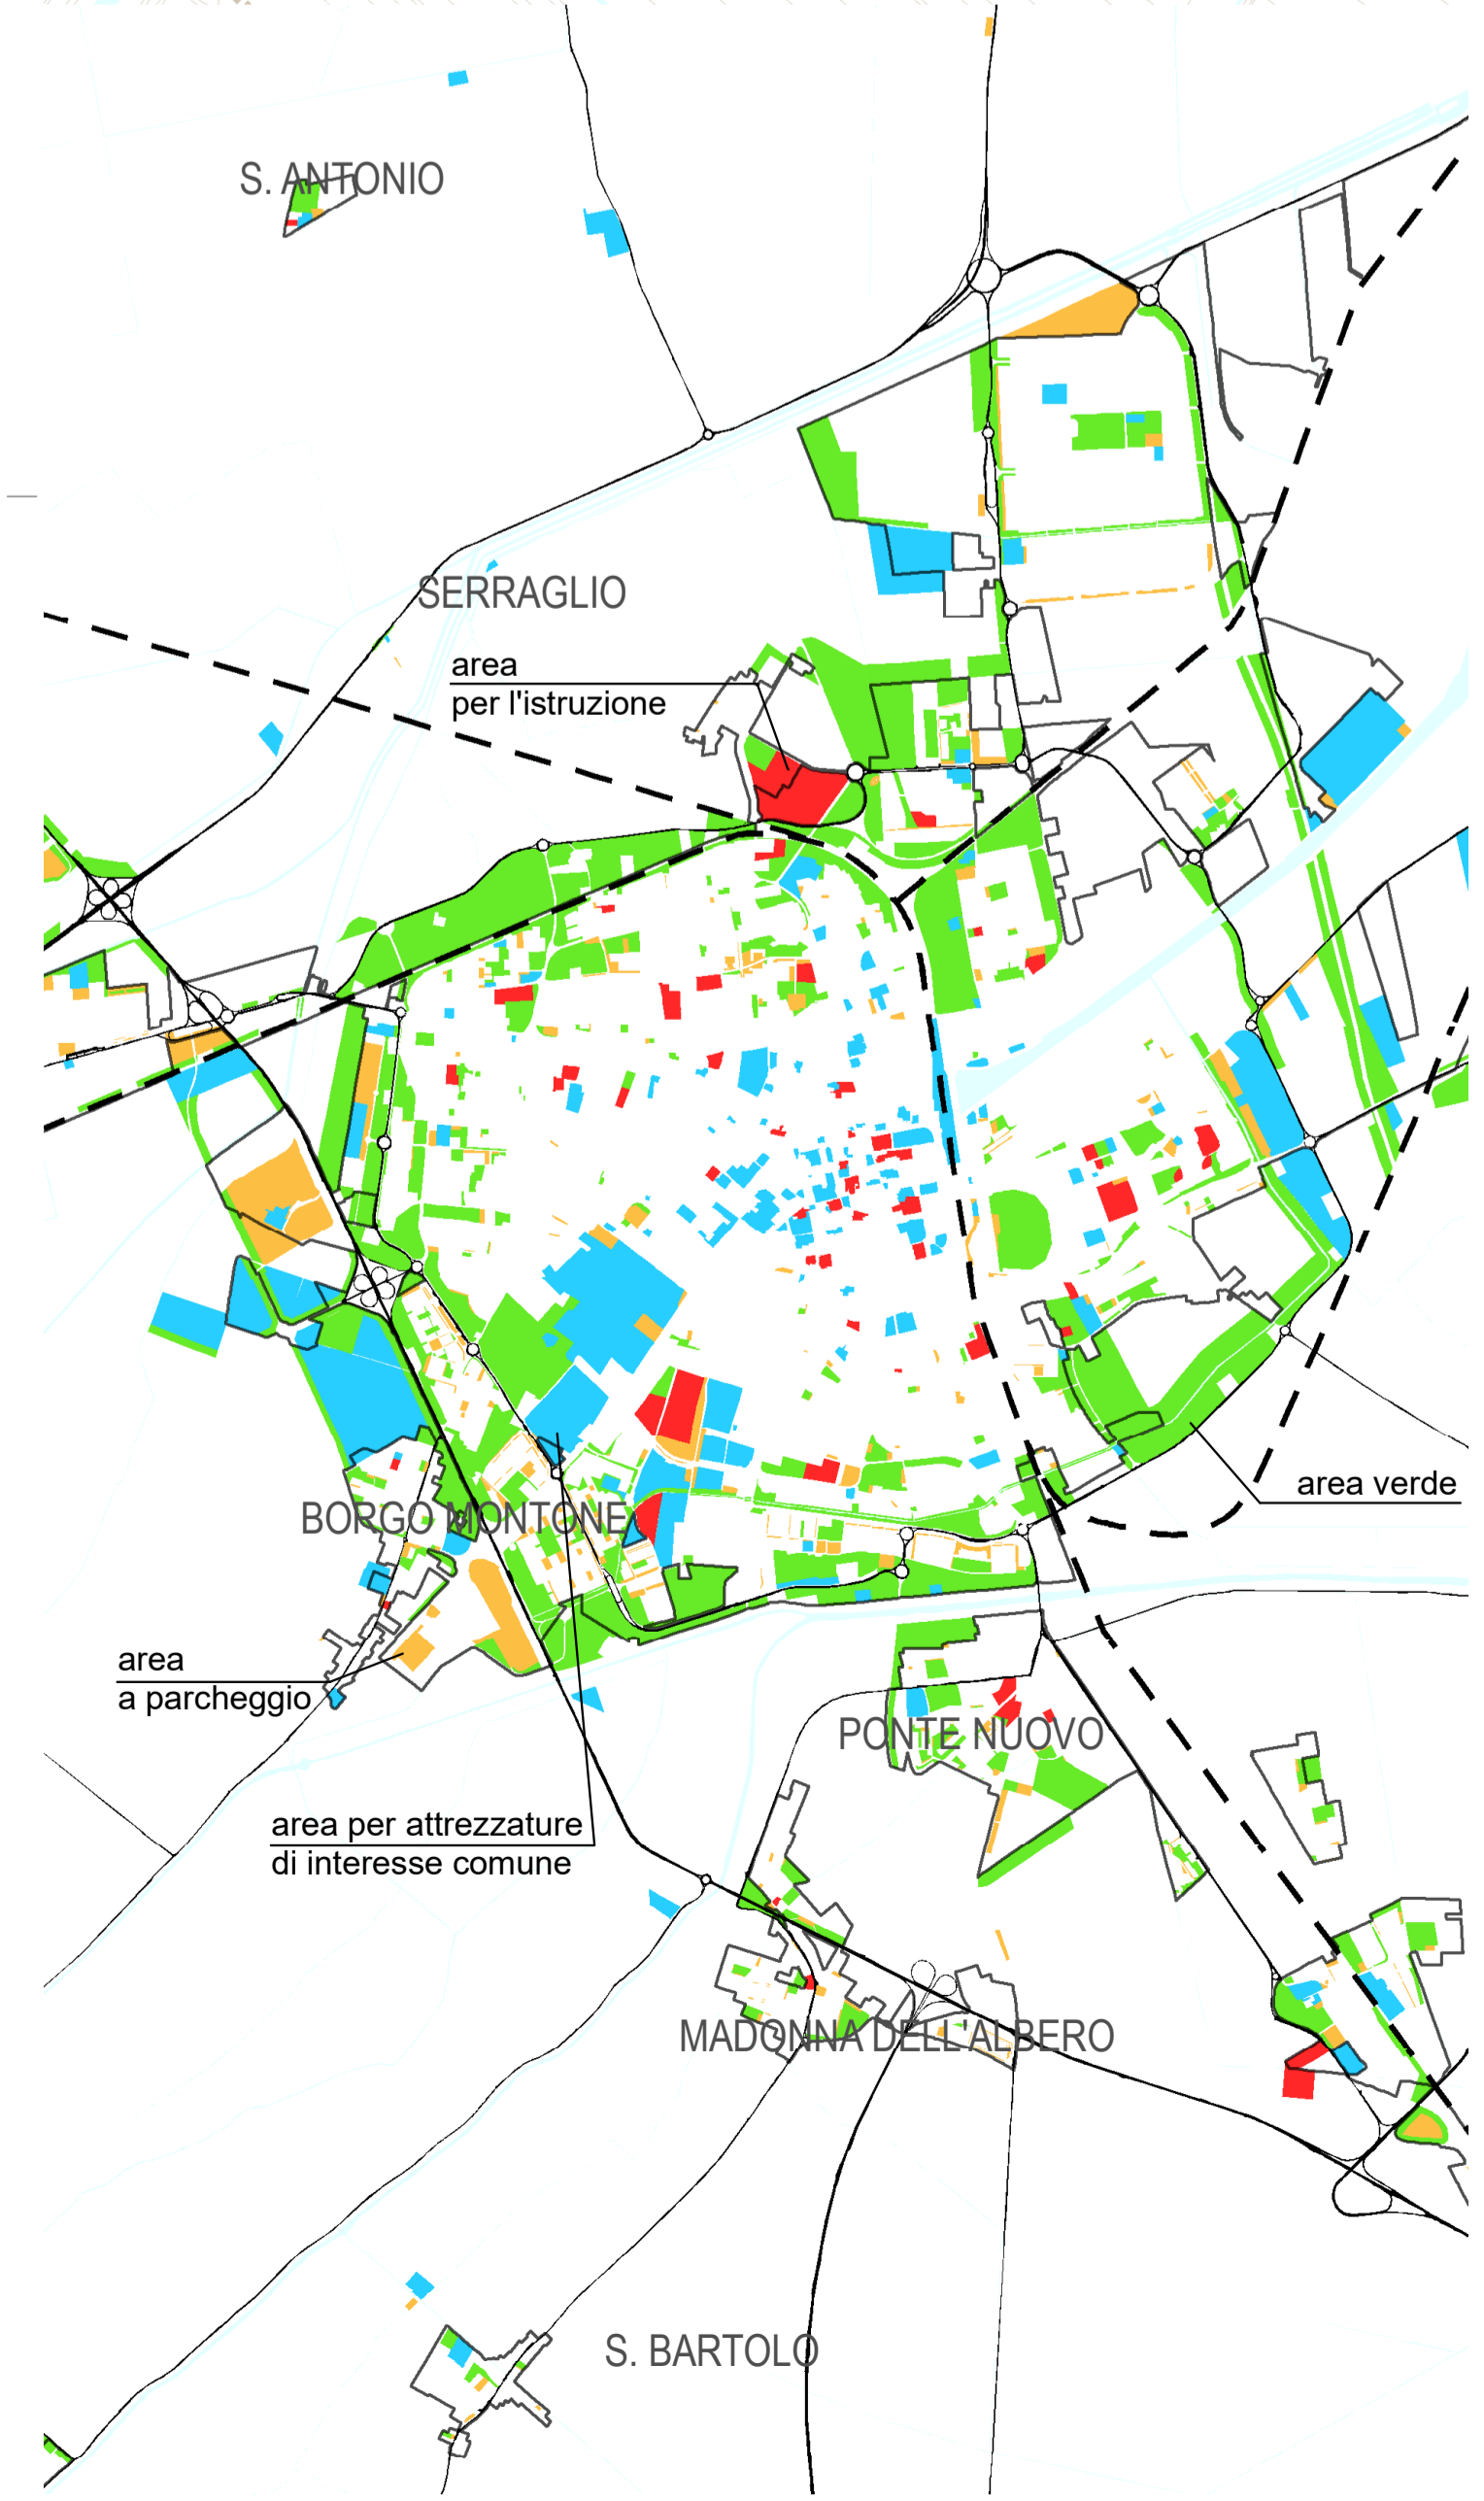 S. ANTONIO
SERRAGLIO
area
per l'istruzione
area verde
BORGO MONTONE
area
a parcheggio
PONTE NUOVO
area per attrezzature
di interesse comune
MADONNA DELL'ALBERO
S. BARTOLO